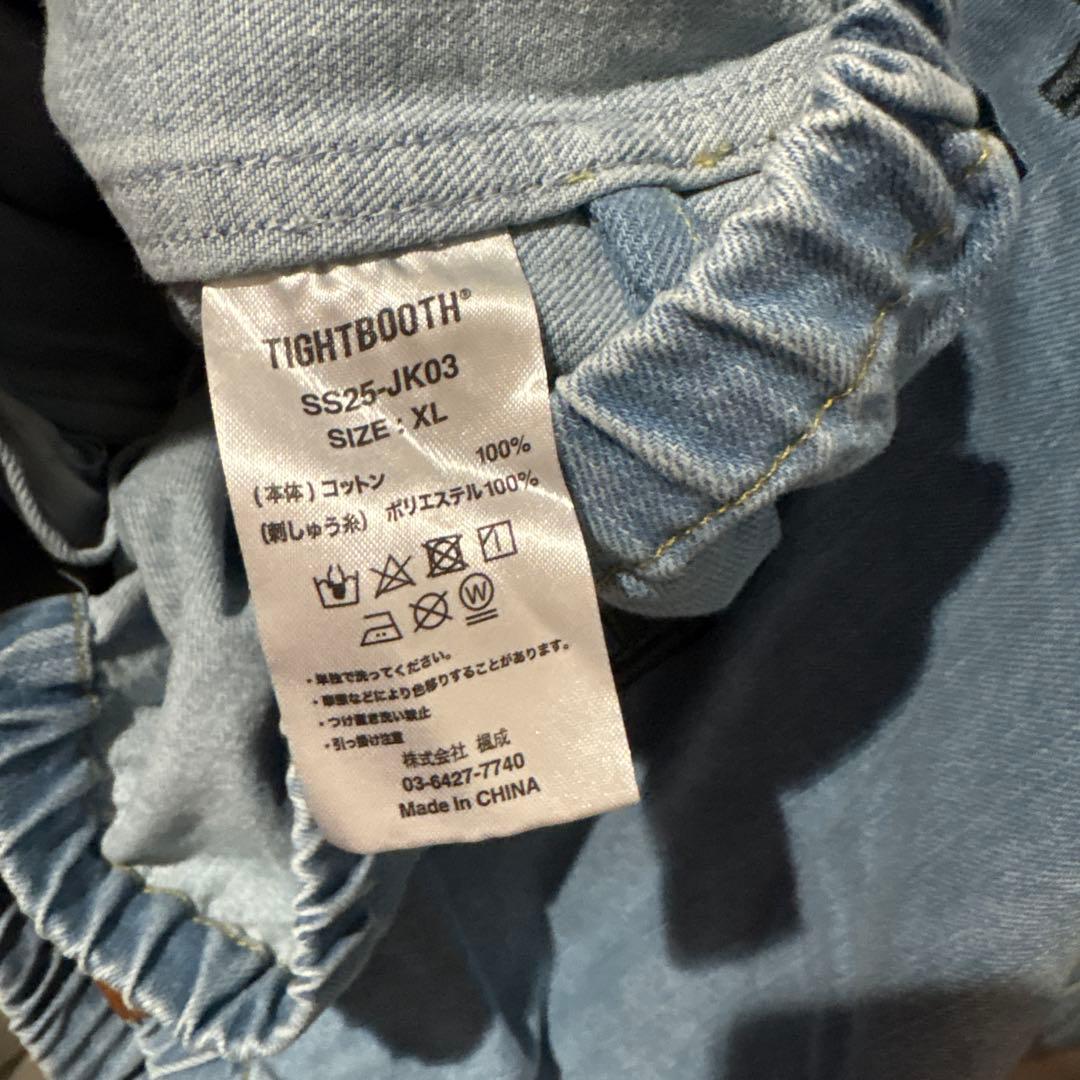 TIGHTBOOTH®
SS25-JK03
SIZE : XL
(本体) コットン 100%
(刺しゅう糸) ポリエステル100%
W
・単独で洗ってください。
・摩擦などにより色移りすることがあります。
・つけ置き洗い禁止
・引っ掛け注意
株式会社 楓成
03-6427-7740
Made In CHINA